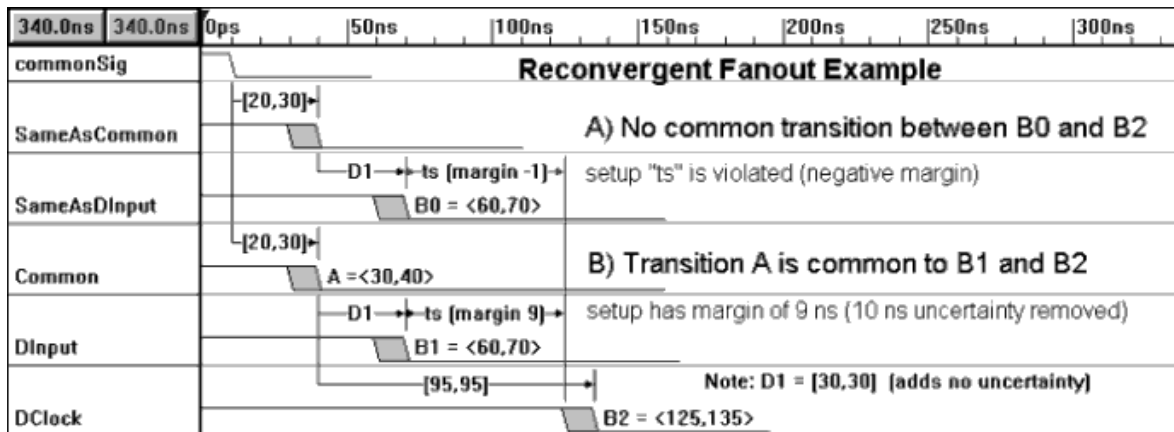 340.0ns 340.0ns 0ps 50ns 100ns 150ns 200ns 250ns 300ns
commonSig
Reconvergent Fanout Example
[20,30]
SameAsCommon
A) No common transition between B0 and B2
D1 ts (margin -1)
setup "ts" is violated (negative margin)
SameAsDInput
B0 = <60,70>
[20,30]
Common
A =<30,40>
B) Transition A is common to B1 and B2
D1 ts (margin 9)
setup has margin of 9 ns (10 ns uncertainty removed)
DInput
B1 = <60,70>
[95,95]
Note: D1 = [30,30] (adds no uncertainty)
DClock
B2 = <125,135>